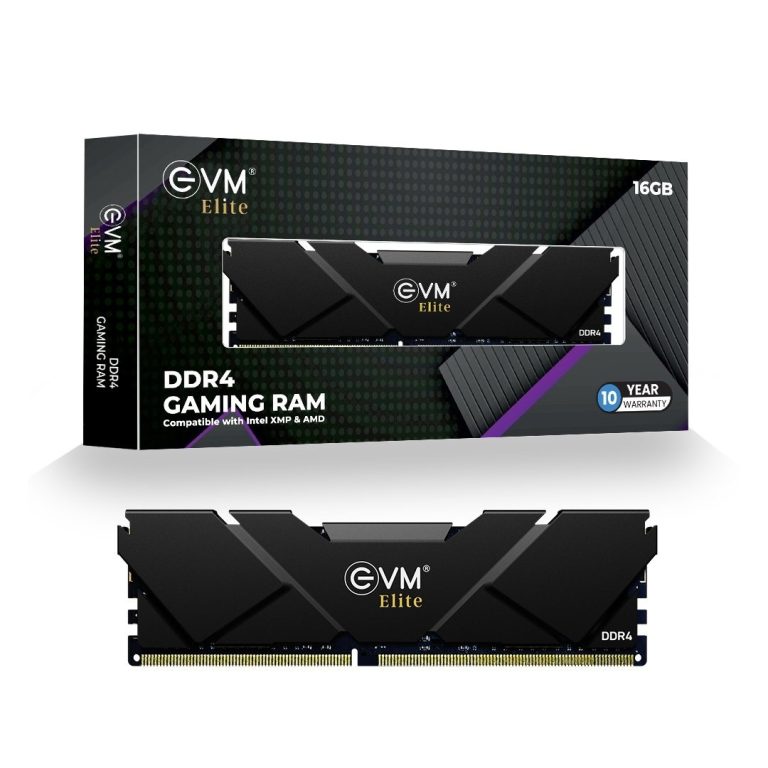 EVM®
Elite
16GB
EVM
Elite
DDR4
GAMING RAM
EVM®
Elite
DDR4
DDR4
GAMING RAM
Compatible with Intel XMP & AMD
10 YEAR
WARRANTY
EVM®
Elite
DDR4